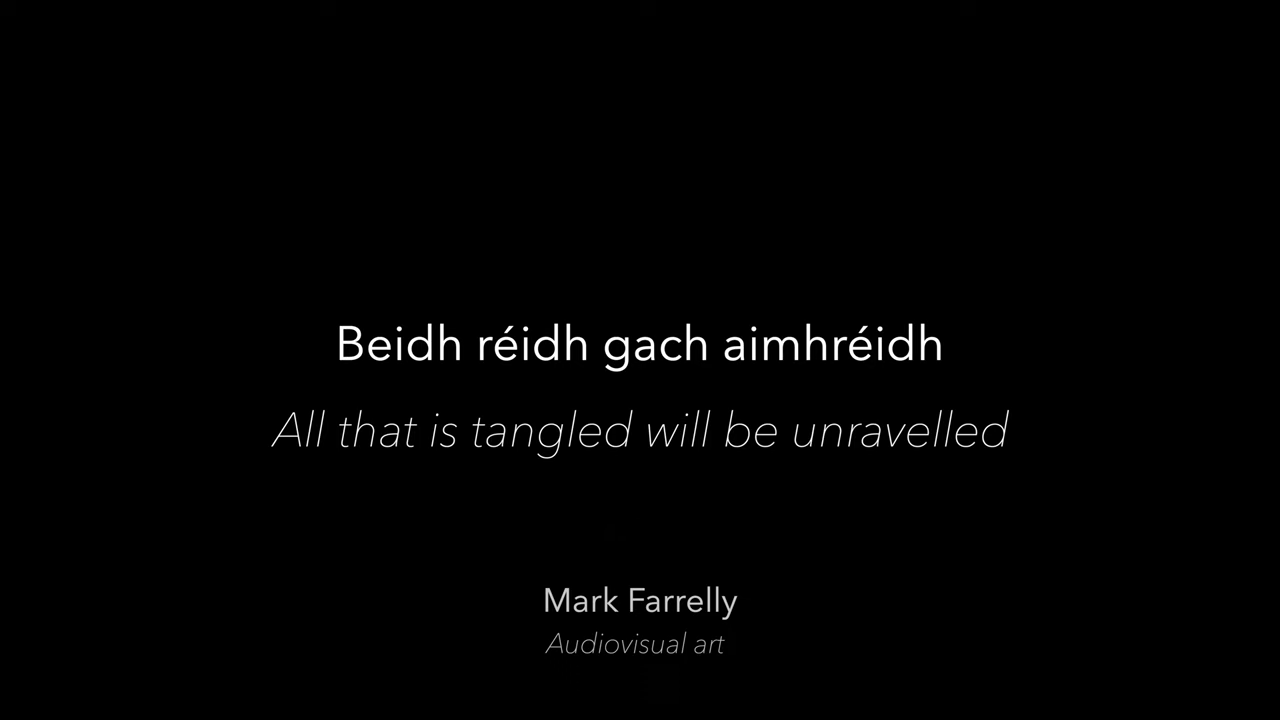 Beidh réidh gach aimhréidh
All that is tangled will be unravelled
Mark Farrelly
Audiovisual art